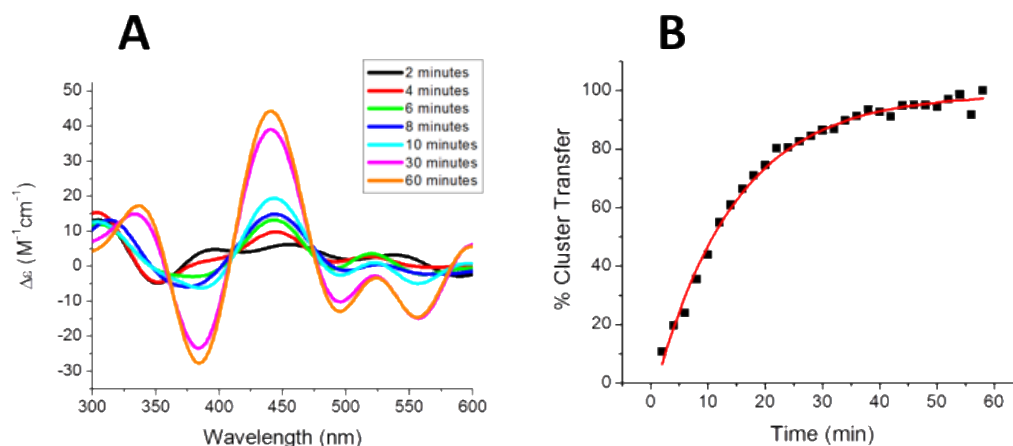 A
B
2 minutes
4 minutes
6 minutes
8 minutes
10 minutes
30 minutes
60 minutes
50
40
30
20
10
0
-10
-20
-30
Δε (M⁻¹cm⁻¹)
300
350
400
450
500
550
600
Wavelength (nm)
100
80
60
40
20
0
% Cluster Transfer
0
10
20
30
40
50
60
Time (min)